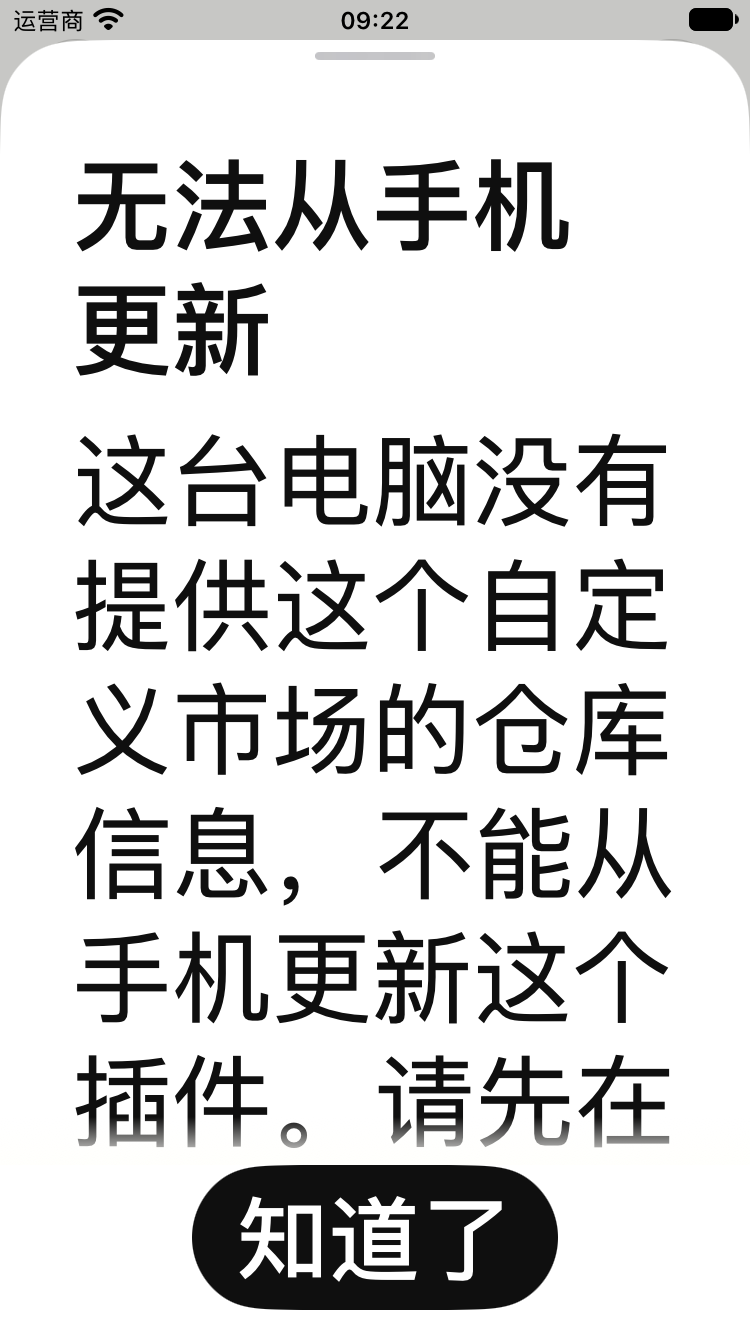 运营商
09:22
无法从手机
更新
这台电脑没有
提供这个自定
义市场的仓库
信息，不能从
手机更新这个
插件。请先在
知道了